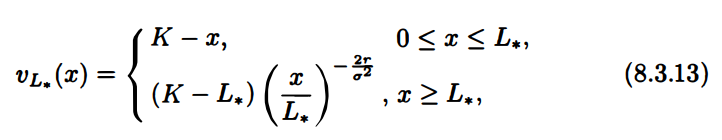 v_{L_*}(x) = { K − x, 0 ≤ x ≤ L_*,
(K − L_*) (x/L_*)^{−2r/σ²}, x ≥ L_*, (8.3.13)